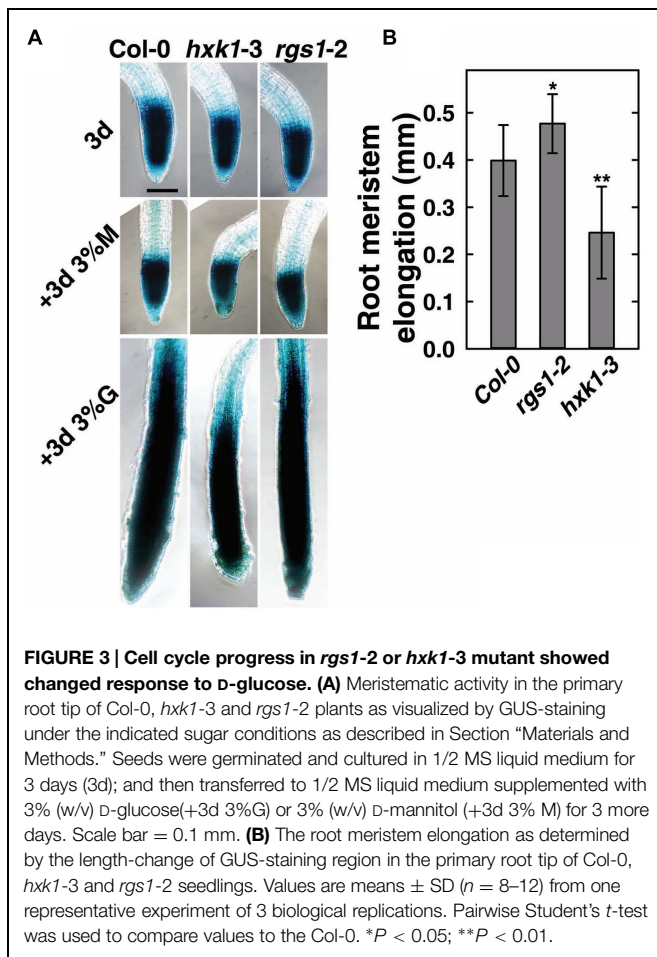 A
B
Col-0 hxk1-3 rgs1-2
3d
+3d 3%M
+3d 3%G
Root meristem
elongation (mm)
0.5
0.4
0.3
0.2
0.1
0.0
*
**
Col-0
rgs1-2
hxk1-3
FIGURE 3 | Cell cycle progress in rgs1-2 or hxk1-3 mutant showed
changed response to D-glucose. (A) Meristematic activity in the primary
root tip of Col-0, hxk1-3 and rgs1-2 plants as visualized by GUS-staining
under the indicated sugar conditions as described in Section “Materials and
Methods.” Seeds were germinated and cultured in 1/2 MS liquid medium for
3 days (3d); and then transferred to 1/2 MS liquid medium supplemented with
3% (w/v) D-glucose(+3d 3%G) or 3% (w/v) D-mannitol (+3d 3% M) for 3 more
days. Scale bar = 0.1 mm. (B) The root meristem elongation as determined
by the length-change of GUS-staining region in the primary root tip of Col-0,
hxk1-3 and rgs1-2 seedlings. Values are means ± SD (n = 8–12) from one
representative experiment of 3 biological replications. Pairwise Student’s t-test
was used to compare values to the Col-0. *P < 0.05; **P < 0.01.